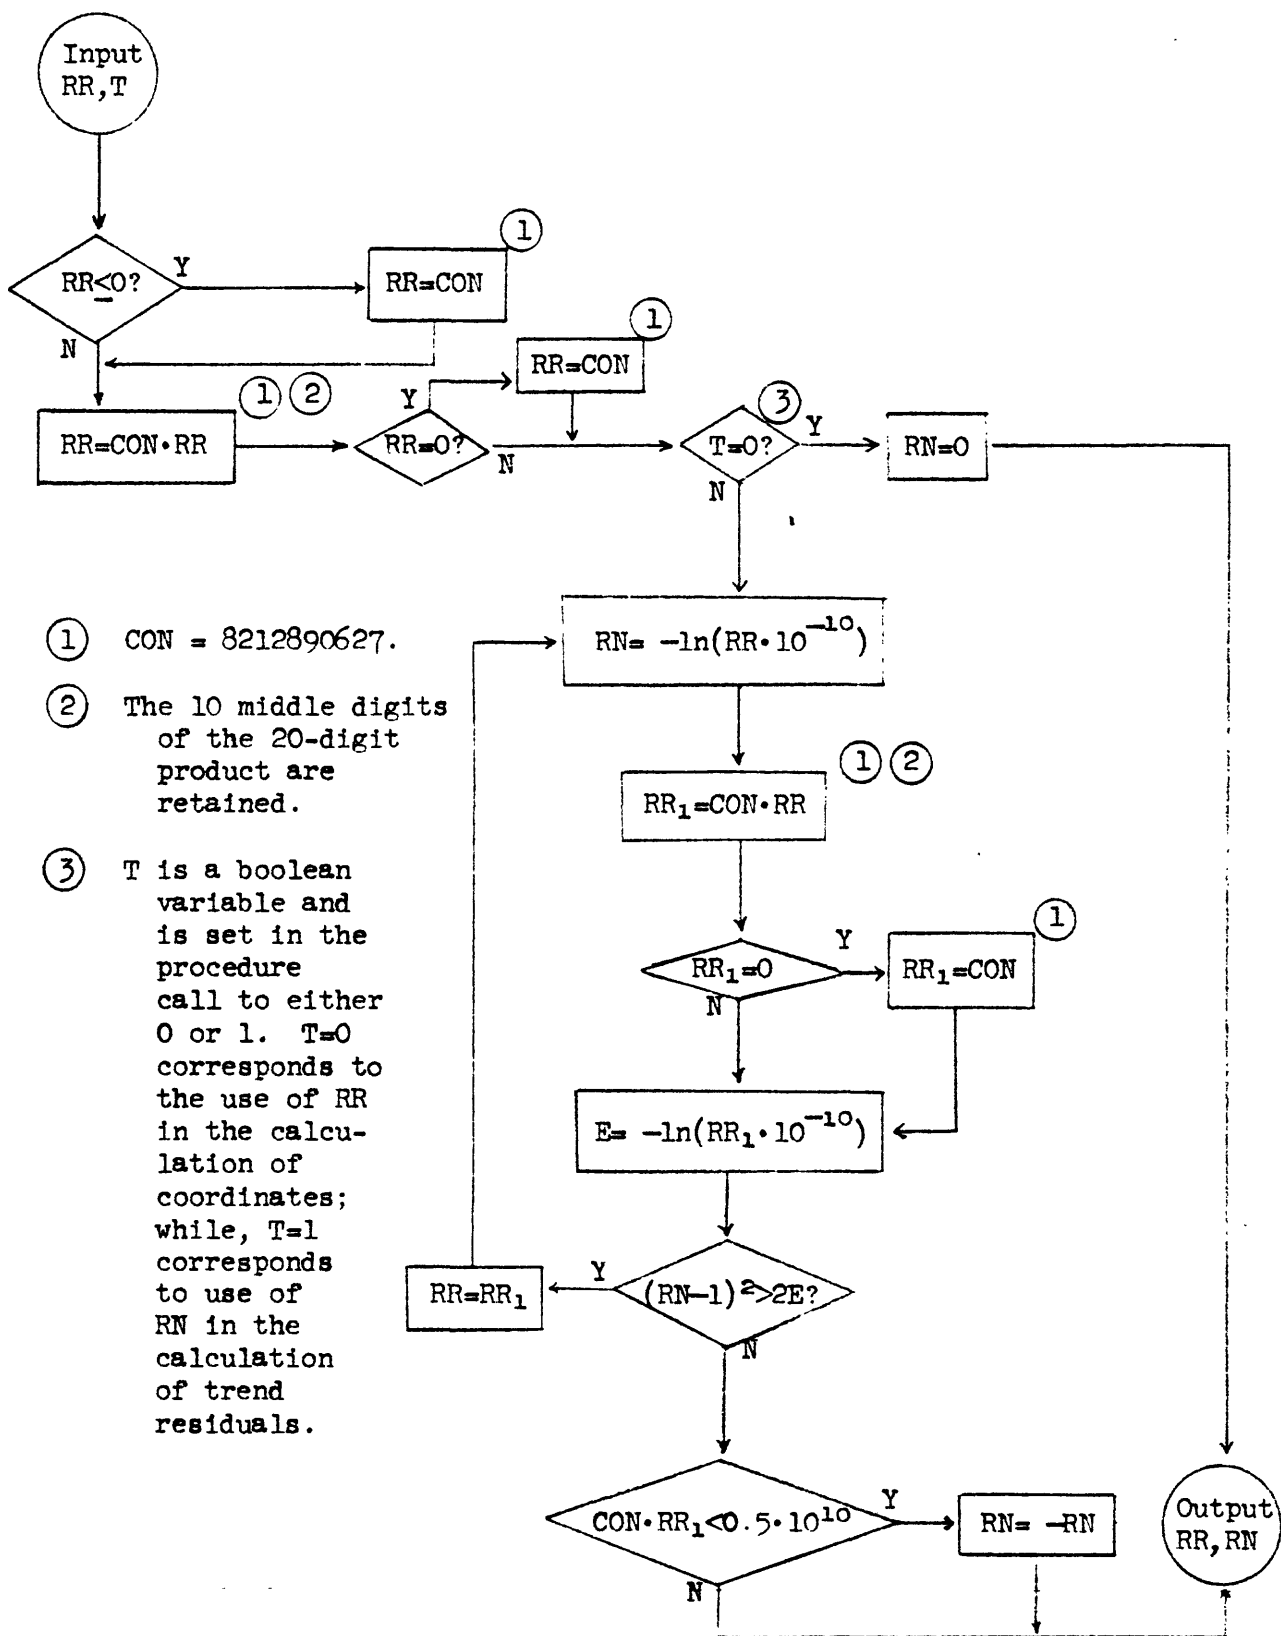 Input
RR,T
RR≤0?
Y
RR=CON
1
N
RR=CON
1
RR=CON·RR
1 2
RR=0?
Y
N
T=0?
3
Y
RN=0
N
1 CON = 8212890627.
2 The 10 middle digits
of the 20-digit
product are
retained.
3 T is a boolean
variable and
is set in the
procedure
call to either
0 or 1. T=0
corresponds to
the use of RR
in the calcu-
lation of
coordinates;
while, T=1
corresponds
to use of
RN in the
calculation
of trend
residuals.
RN= -ln(RR·10⁻¹⁰)
RR₁=CON·RR
1 2
RR₁=0
Y
RR₁=CON
1
N
E= -ln(RR₁·10⁻¹⁰)
(RN-1)²>2E?
Y
RR=RR₁
N
CON·RR₁<0.5·10¹⁰
Y
RN= -RN
N
Output
RR,RN